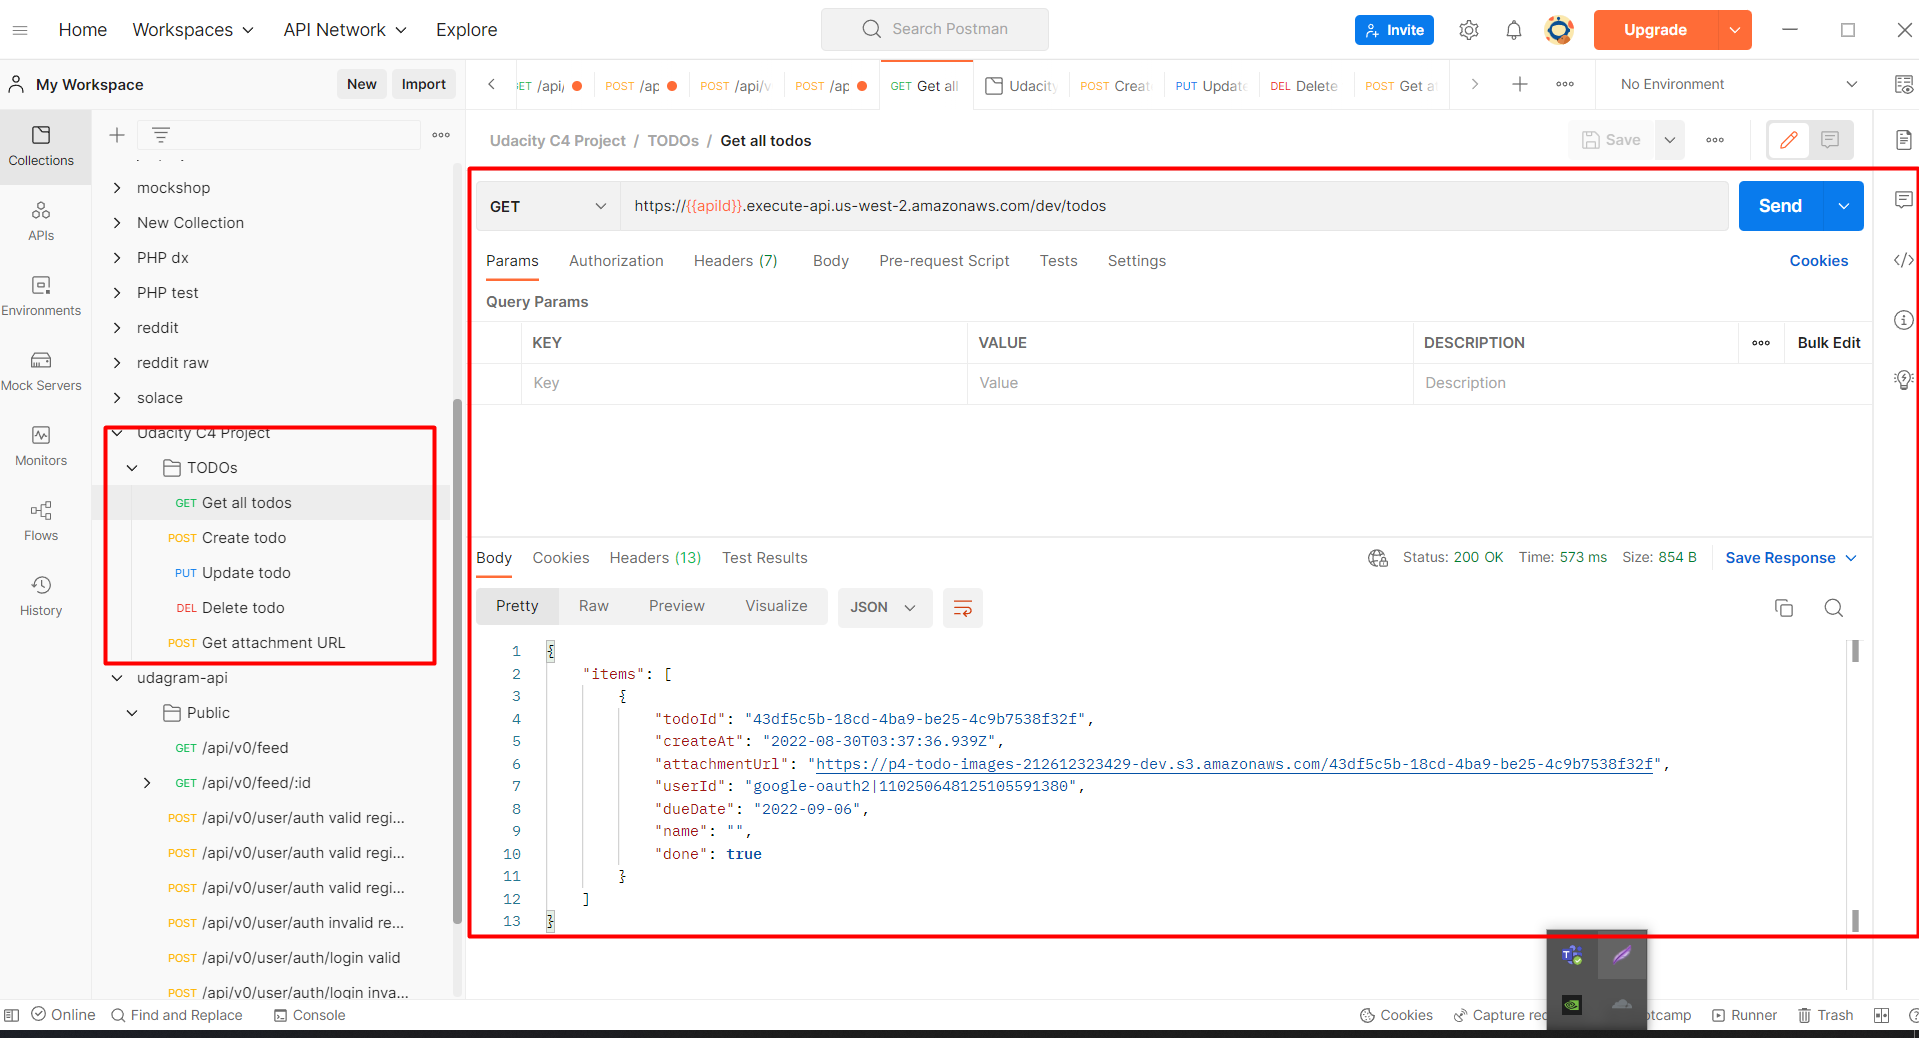 Home Workspaces API Network Explore Search Postman Invite Upgrade
My Workspace New Import
GET /api/ POST /ap POST /api/v POST /ap GET Get all Udacity POST Creat PUT Update DEL Delete POST Get at No Environment
Collections
APIs
Environments
Mock Servers
Monitors
Flows
History
mockshop
New Collection
PHP dx
PHP test
reddit
reddit raw
solace
Udacity C4 Project
TODOs
GET Get all todos
POST Create todo
PUT Update todo
DEL Delete todo
POST Get attachment URL
udagram-api
Public
GET /api/v0/feed
GET /api/v0/feed/:id
POST /api/v0/user/auth valid regi...
POST /api/v0/user/auth valid regi...
POST /api/v0/user/auth valid regi...
POST /api/v0/user/auth invalid re...
POST /api/v0/user/auth/login valid
POST /api/v0/user/auth/login inva...
Udacity C4 Project / TODOs / Get all todos Save
GET https://{{apiId}}.execute-api.us-west-2.amazonaws.com/dev/todos Send
Params Authorization Headers (7) Body Pre-request Script Tests Settings Cookies
Query Params
KEY VALUE DESCRIPTION Bulk Edit
Key Value Description
Body Cookies Headers (13) Test Results Status: 200 OK Time: 573 ms Size: 854 B Save Response
Pretty Raw Preview Visualize JSON
1 {
2 "items": [
3 {
4 "todoId": "43df5c5b-18cd-4ba9-be25-4c9b7538f32f",
5 "createAt": "2022-08-30T03:37:36.939Z",
6 "attachmentUrl": "https://p4-todo-images-212612323429-dev.s3.amazonaws.com/43df5c5b-18cd-4ba9-be25-4c9b7538f32f",
7 "userId": "google-oauth2|110250648125105591380",
8 "dueDate": "2022-09-06",
9 "name": "",
10 "done": true
11 }
12 ]
13 }
Online Find and Replace Console Cookies Capture req otcamp Runner Trash